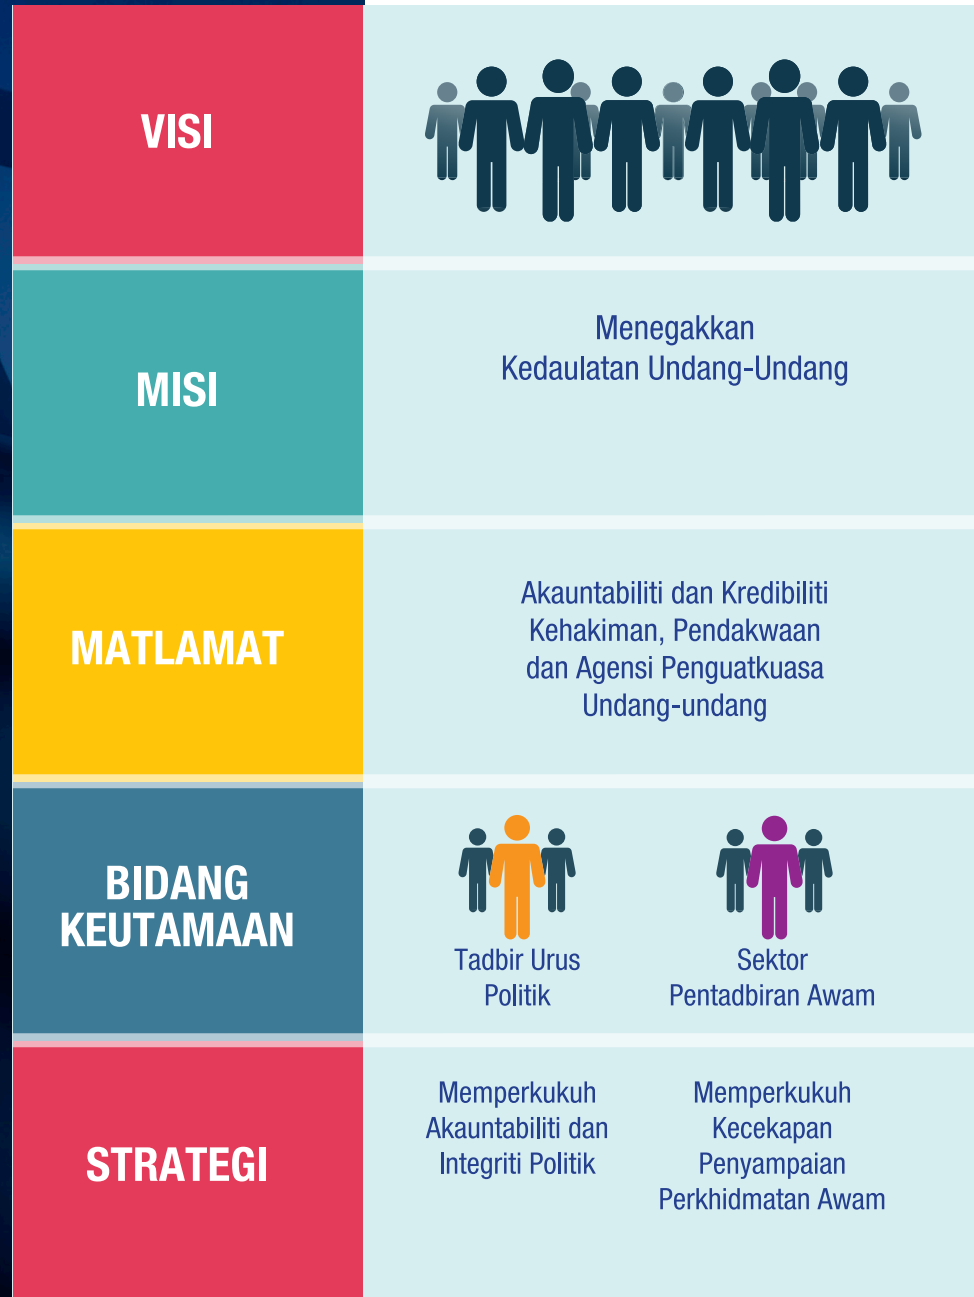 VISI
MISI
Menegakkan
Kedaulatan Undang-Undang
MATLAMAT
Akauntabiliti dan Kredibiliti
Kehakiman, Pendakwaan
dan Agensi Penguatkuasa
Undang-undang
BIDANG
KEUTAMAAN
Tadbir Urus
Politik
Sektor
Pentadbiran Awam
STRATEGI
Memperkukuh
Akauntabiliti dan
Integriti Politik
Memperkukuh
Kecekapan
Penyampaian
Perkhidmatan Awam